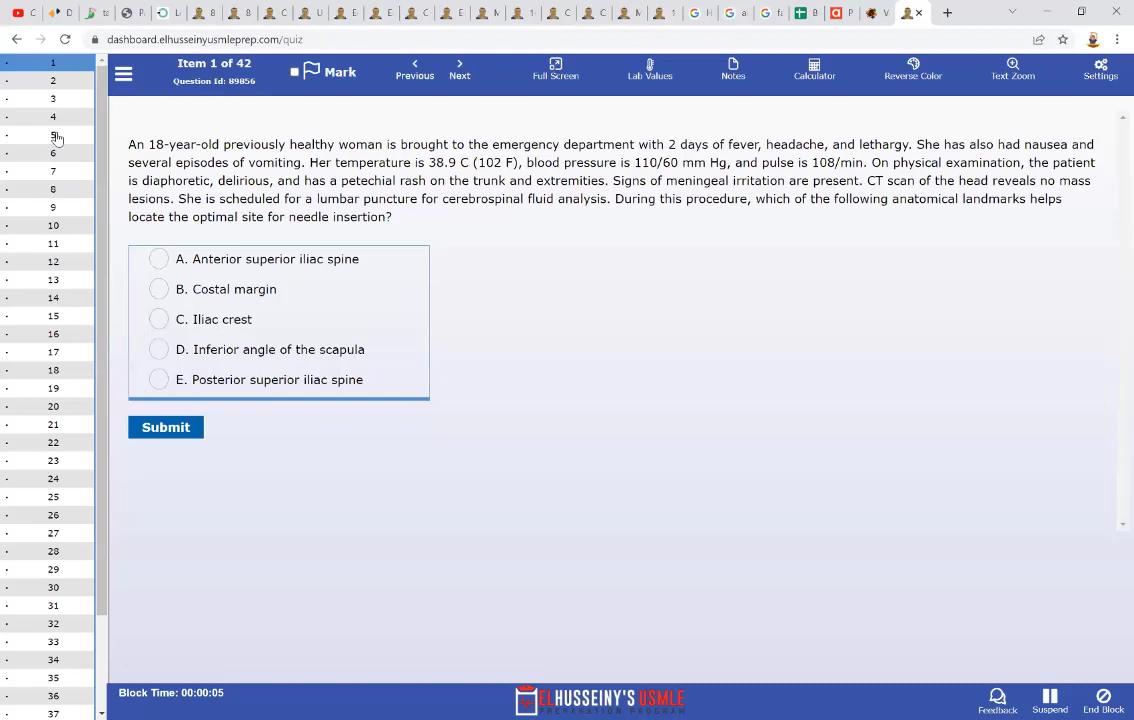 C
D
ta
Pa
Le
8
8
C
U
E
E
C
E
M
1
C
C
M
1
H
a
fa
B
P
V
dashboard.elhusseinyusmleprep.com/quiz
Item 1 of 42
Question Id: 89856
Mark
Previous
Next
Full Screen
Lab Values
Notes
Calculator
Reverse Color
Text Zoom
Settings
1
2
3
4
5
6
7
8
9
10
11
12
13
14
15
16
17
18
19
20
21
22
23
24
25
26
27
28
29
30
31
32
33
34
35
36
37
An 18-year-old previously healthy woman is brought to the emergency department with 2 days of fever, headache, and lethargy. She has also had nausea and
several episodes of vomiting. Her temperature is 38.9 C (102 F), blood pressure is 110/60 mm Hg, and pulse is 108/min. On physical examination, the patient
is diaphoretic, delirious, and has a petechial rash on the trunk and extremities. Signs of meningeal irritation are present. CT scan of the head reveals no mass
lesions. She is scheduled for a lumbar puncture for cerebrospinal fluid analysis. During this procedure, which of the following anatomical landmarks helps
locate the optimal site for needle insertion?
A. Anterior superior iliac spine
B. Costal margin
C. Iliac crest
D. Inferior angle of the scapula
E. Posterior superior iliac spine
Submit
Block Time: 00:00:05
ELHUSSEINY'S USMLE
PREPARATION PROGRAM
Feedback
Suspend
End Block